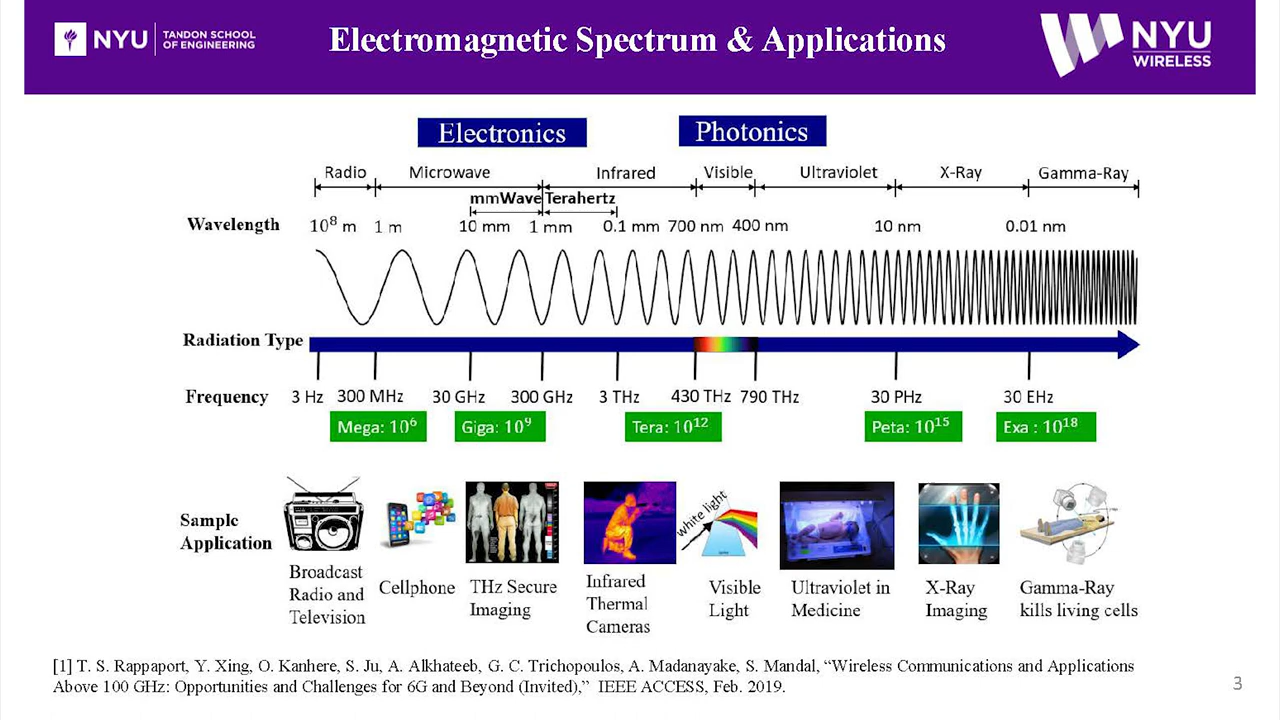 NYU
TANDON SCHOOL
OF ENGINEERING
Electromagnetic Spectrum & Applications
NYU
WIRELESS
Electronics
Photonics
Radio Microwave Infrared Visible Ultraviolet X-Ray Gamma-Ray
mmWave Terahertz
Wavelength 10⁸ m 1 m 10 mm 1 mm 0.1 mm 700 nm 400 nm 10 nm 0.01 nm
Radiation Type
Frequency 3 Hz 300 MHz 30 GHz 300 GHz 3 THz 430 THz 790 THz 30 PHz 30 EHz
Mega: 10⁶ Giga: 10⁹ Tera: 10¹² Peta: 10¹⁵ Exa : 10¹⁸
White light
Sample
Application
Broadcast
Radio and
Television
Cellphone
THz Secure
Imaging
Infrared
Thermal
Cameras
Visible
Light
Ultraviolet in
Medicine
X-Ray
Imaging
Gamma-Ray
kills living cells
[1] T. S. Rappaport, Y. Xing, O. Kanhere, S. Ju, A. Alkhateeb, G. C. Trichopoulos, A. Madanayake, S. Mandal, “Wireless Communications and Applications
Above 100 GHz: Opportunities and Challenges for 6G and Beyond (Invited),” IEEE ACCESS, Feb. 2019.
3